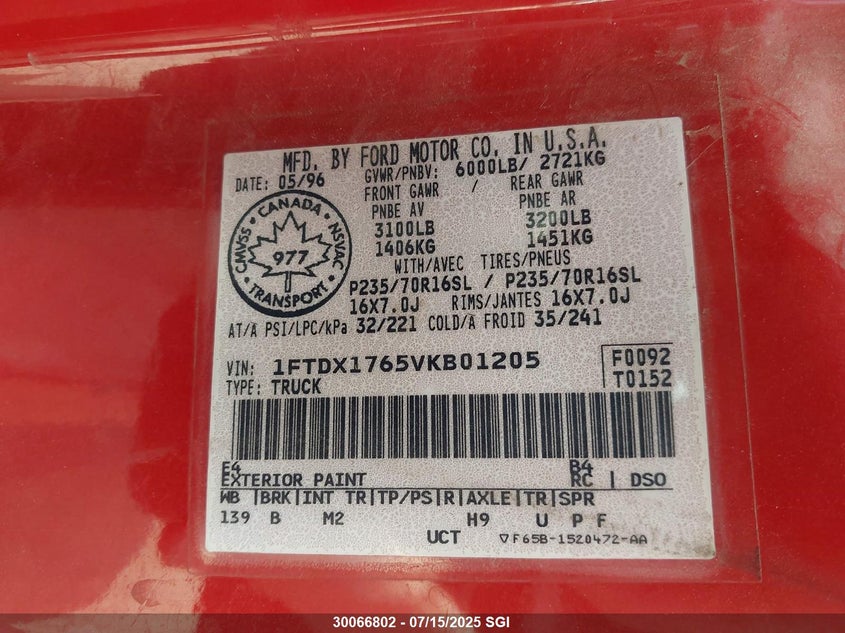 MFD. BY FORD MOTOR CO. IN U.S.A.
DATE: 05/96 GVWR/PNBV: 6000LB/ 2721KG
FRONT GAWR / REAR GAWR
PNBE AV PNBE AR
3100LB 3200LB
1406KG 1451KG
WITH/AVEC TIRES/PNEUS
P235/70R16SL / P235/70R16SL
16X7.0J RIMS/JANTES 16X7.0J
AT/A PSI/LPC/kPa 32/221 COLD/A FROID 35/241
CANADA
CMVSS NSVAC
977
TRANSPORT
VIN: 1FTDX1765VKB01205 F0092
TYPE: TRUCK T0152
E4 B4
EXTERIOR PAINT RC | DSO
WB |BRK|INT TR|TP/PS|R|AXLE|TR|SPR
139 B M2 H9 U P F
UCT ▽F65B-1520472-AA
30066802 - 07/15/2025 SGI